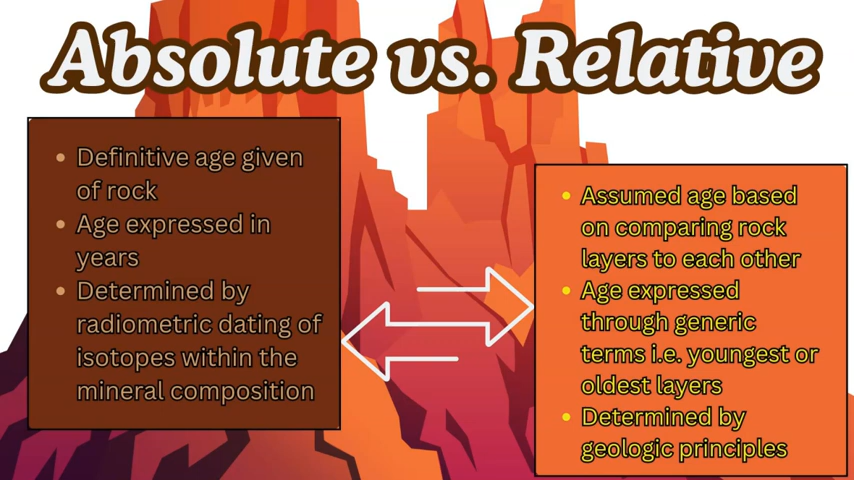 Absolute vs. Relative
• Definitive age given
of rock
• Age expressed in
years
• Determined by
radiometric dating of
isotopes within the
mineral composition
• Assumed age based
on comparing rock
layers to each other
• Age expressed
through generic
terms i.e. youngest or
oldest layers
• Determined by
geologic principles